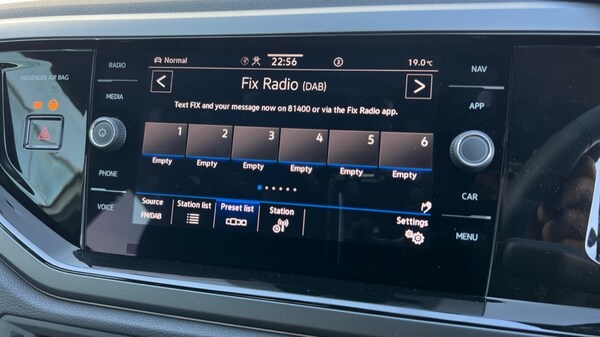 PASSENGER AIR BAG
RADIO
MEDIA
PHONE
VOICE
Normal
22:56
3
19.0°C
Fix Radio (DAB)
Text FIX and your message now on 81400 or via the Fix Radio app.
1 2 3 4 5 6
Empty Empty Empty Empty Empty Empty
Source
FM/DAB
Station list
Preset list
Station
Settings
NAV
APP
CAR
MENU